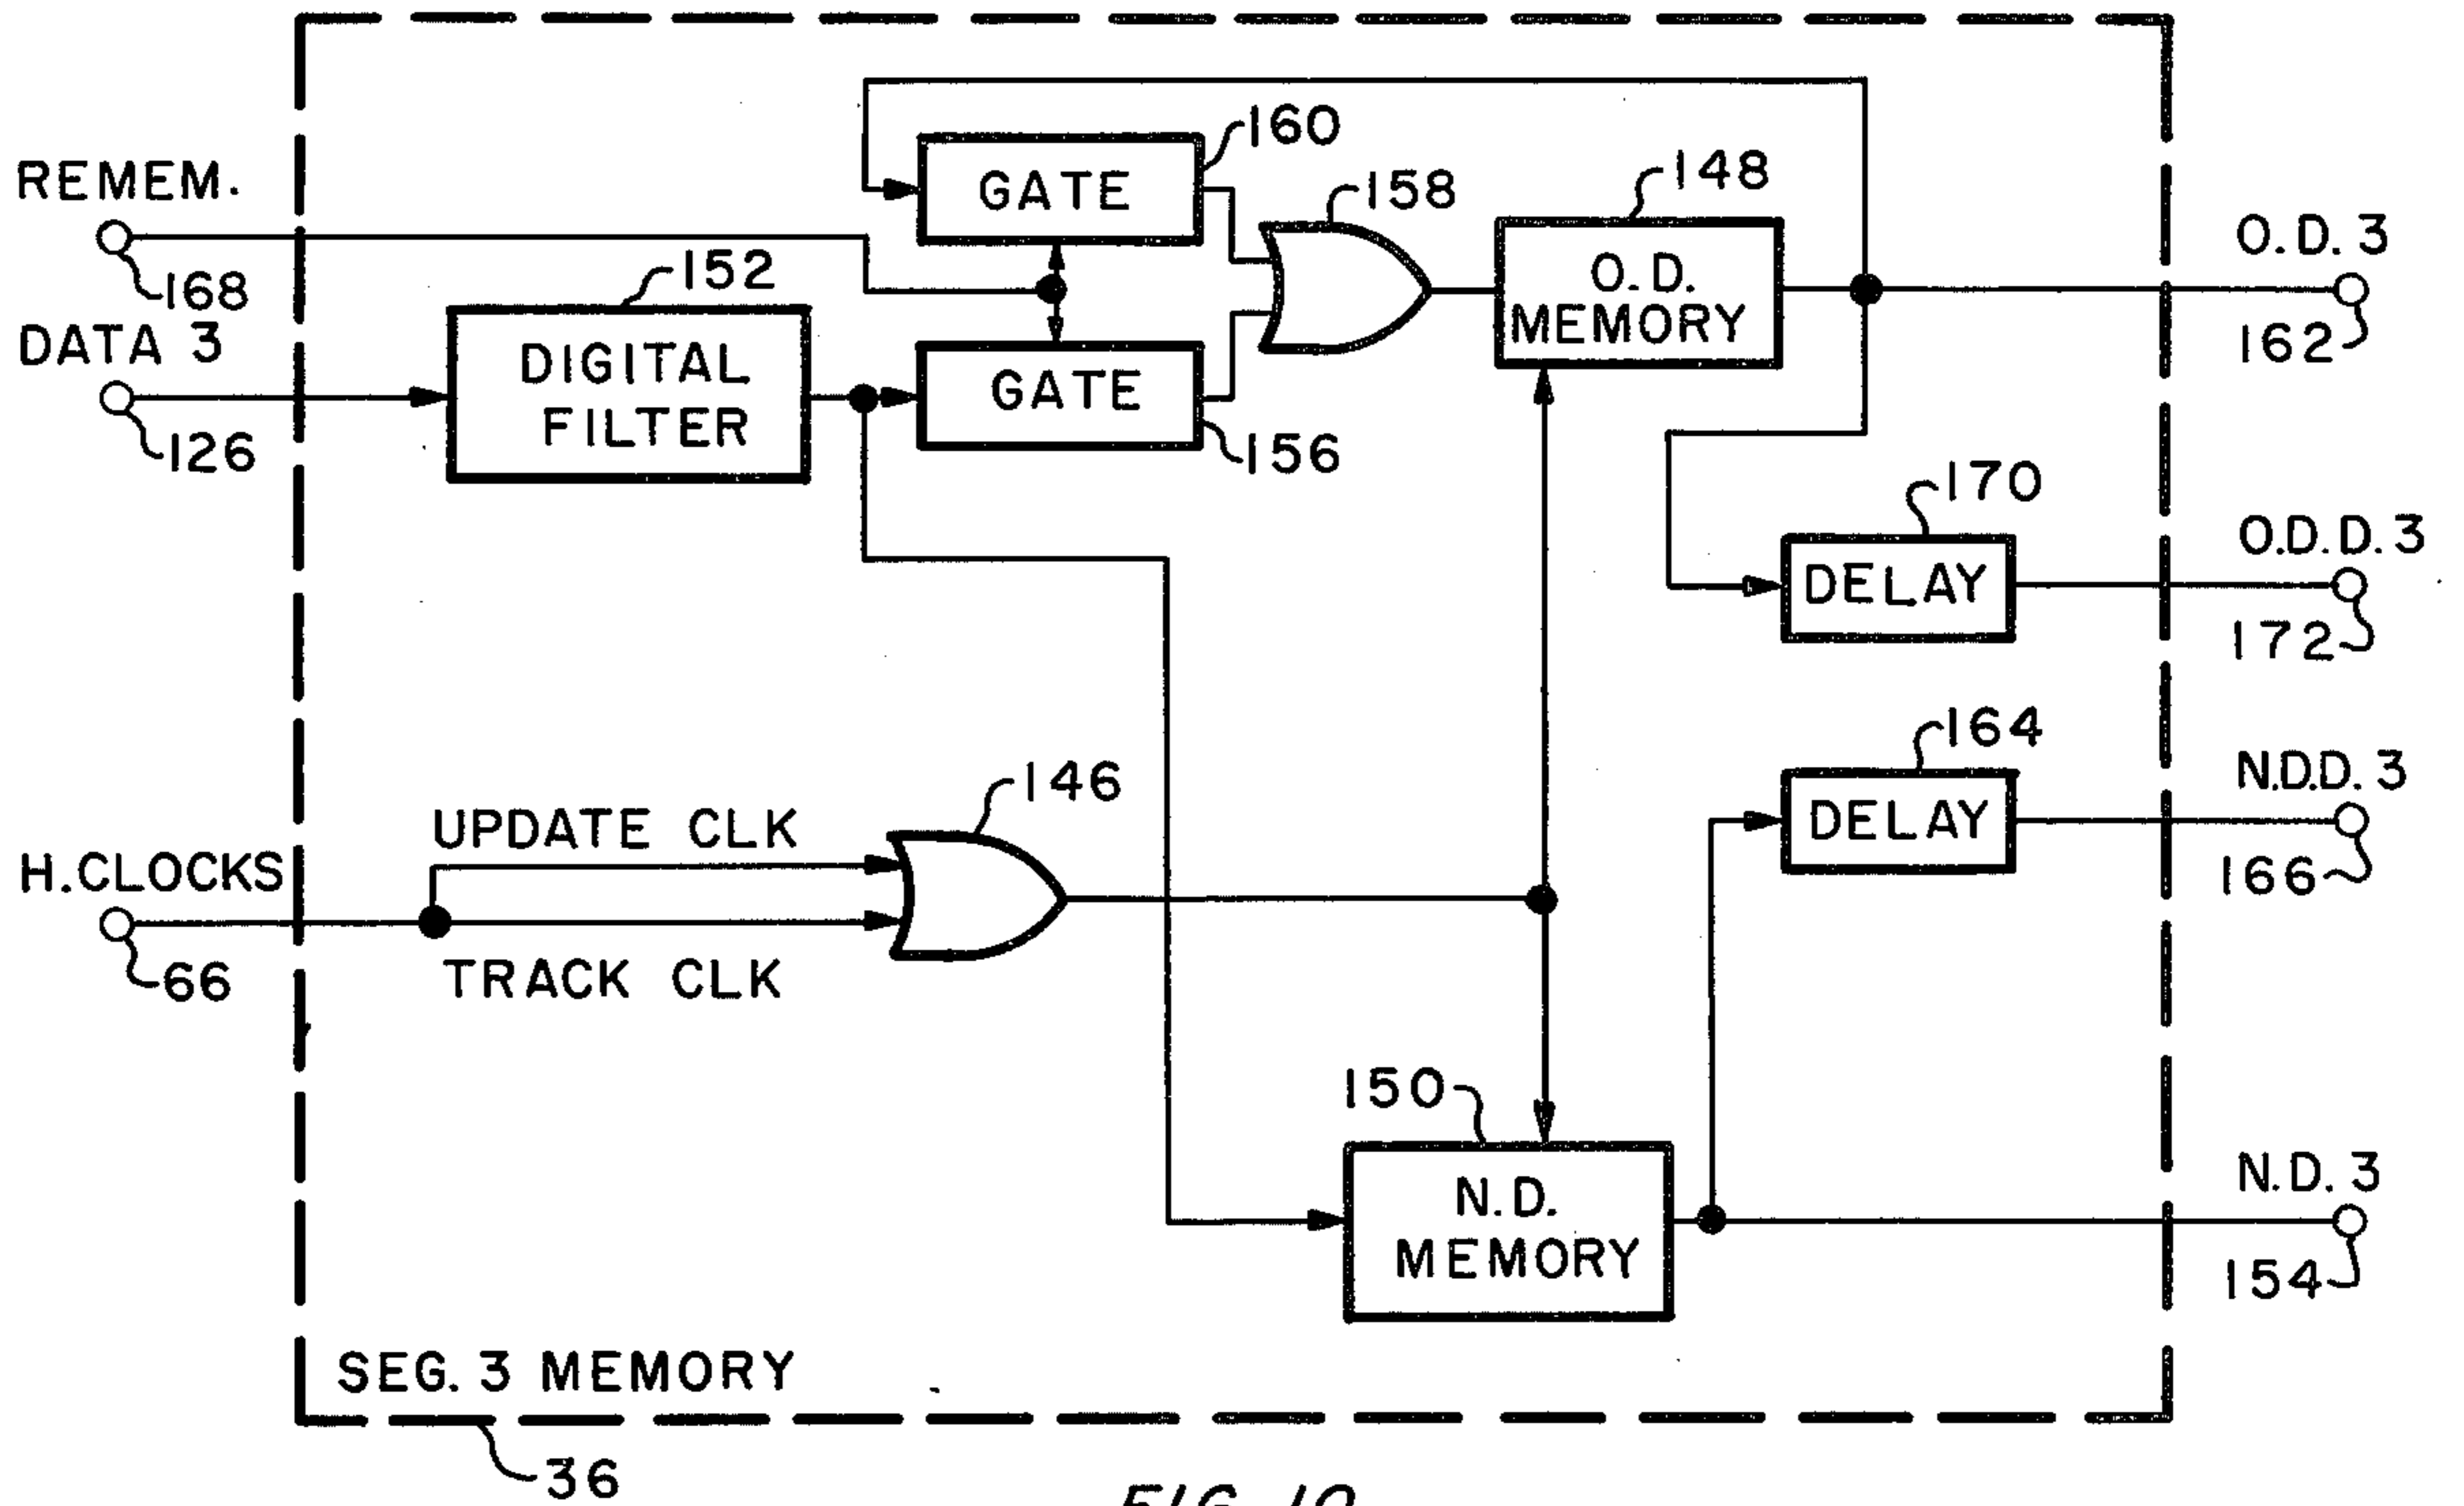 REMEM.
168
DATA 3
126
H.CLOCKS
66
160
GATE
152
DIGITAL
FILTER
GATE
156
158
148
O.D.
MEMORY
O.D. 3
162
170
DELAY
O.D.D. 3
172
164
DELAY
N.D.D. 3
166
UPDATE CLK
146
TRACK CLK
150
N.D.
MEMORY
N.D. 3
154
SEG. 3 MEMORY
36